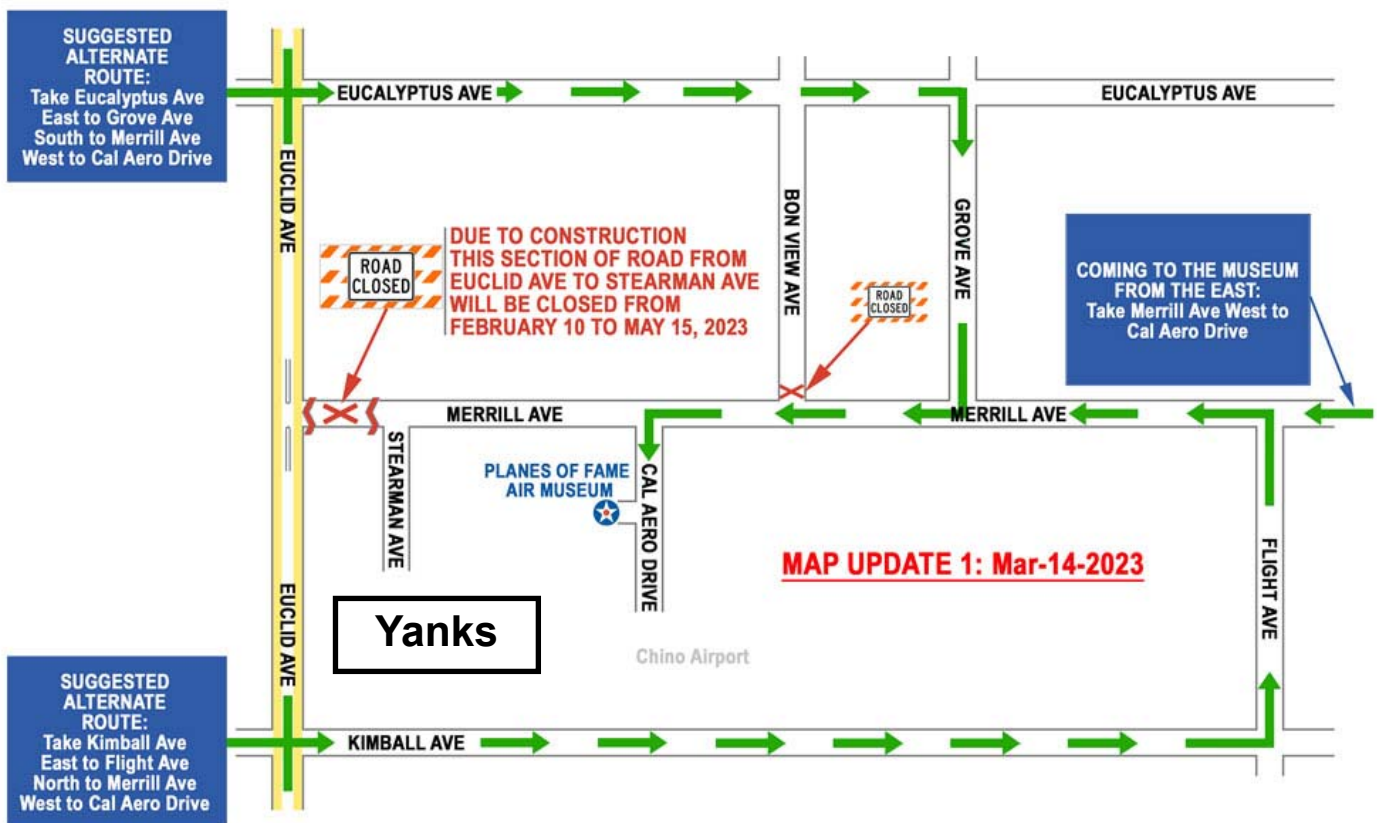 SUGGESTED
ALTERNATE
ROUTE:
Take Eucalyptus Ave
East to Grove Ave
South to Merrill Ave
West to Cal Aero Drive
EUCALYPTUS AVE
EUCALYPTUS AVE
EUCLID AVE
BON VIEW AVE
GROVE AVE
ROAD
CLOSED
DUE TO CONSTRUCTION
THIS SECTION OF ROAD FROM
EUCLID AVE TO STEARMAN AVE
WILL BE CLOSED FROM
FEBRUARY 10 TO MAY 15, 2023
ROAD
CLOSED
COMING TO THE MUSEUM
FROM THE EAST:
Take Merrill Ave West to
Cal Aero Drive
MERRILL AVE
MERRILL AVE
STEARMAN AVE
PLANES OF FAME
AIR MUSEUM
CAL AERO DRIVE
MAP UPDATE 1: Mar-14-2023
FLIGHT AVE
EUCLID AVE
Yanks
Chino Airport
SUGGESTED
ALTERNATE
ROUTE:
Take Kimball Ave
East to Flight Ave
North to Merrill Ave
West to Cal Aero Drive
KIMBALL AVE